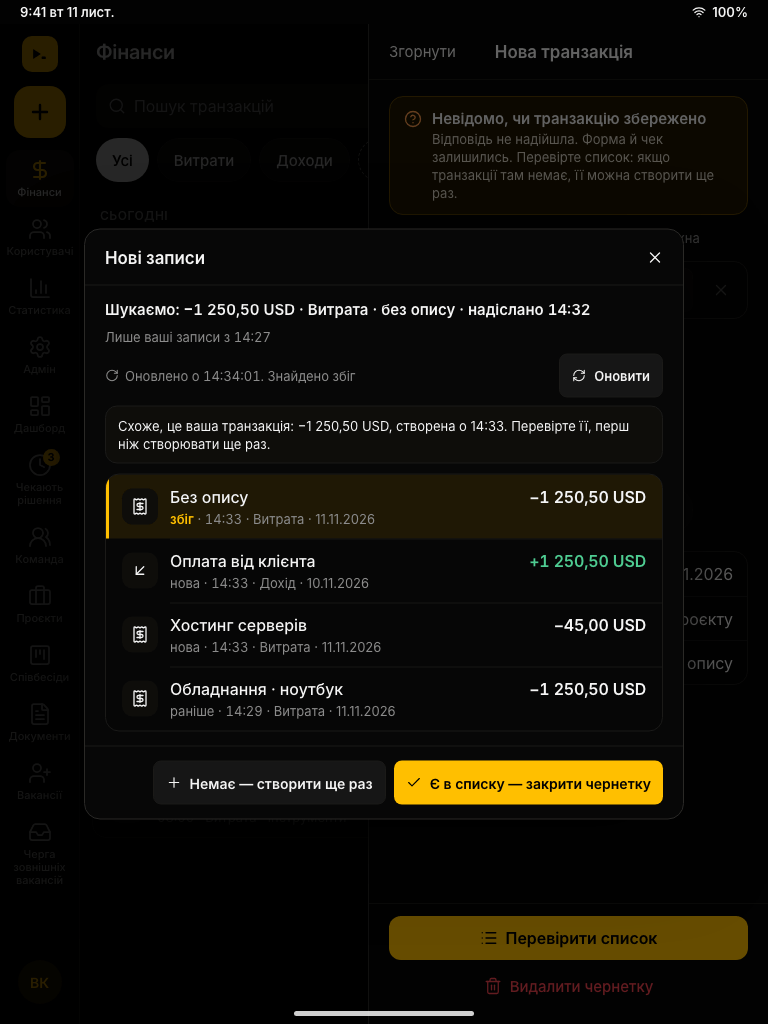 9:41 вт 11 лист.
100%
Фінанси
Згорнути
Нова транзакція
Пошук транзакцій
Усі
Витрати
Доходи
СЬОГОДНІ
Невідомо, чи транзакцію збережено
Відповідь не надійшла. Форма й чек
залишились. Перевірте список: якщо
транзакції там немає, її можна створити ще
раз.
Фінанси
Користувачі
Статистика
Адмін
Дашборд
3
Чекають
рішення
Команда
Проєкти
Співбесіди
Документи
Вакансії
Черга
зовнішніх
вакансій
ВК
Нові записи
Шукаємо: −1 250,50 USD · Витрата · без опису · надіслано 14:32
Лише ваші записи з 14:27
Оновлено о 14:34:01. Знайдено збіг
Оновити
Схоже, це ваша транзакція: −1 250,50 USD, створена о 14:33. Перевірте її, перш
ніж створювати ще раз.
Без опису
−1 250,50 USD
збіг · 14:33 · Витрата · 11.11.2026
Оплата від клієнта
+1 250,50 USD
нова · 14:33 · Дохід · 10.11.2026
Хостинг серверів
−45,00 USD
нова · 14:33 · Витрата · 11.11.2026
Обладнання · ноутбук
−1 250,50 USD
раніше · 14:29 · Витрата · 11.11.2026
Немає — створити ще раз
Є в списку — закрити чернетку
1.2026
опису
Перевірити список
Видалити чернетку